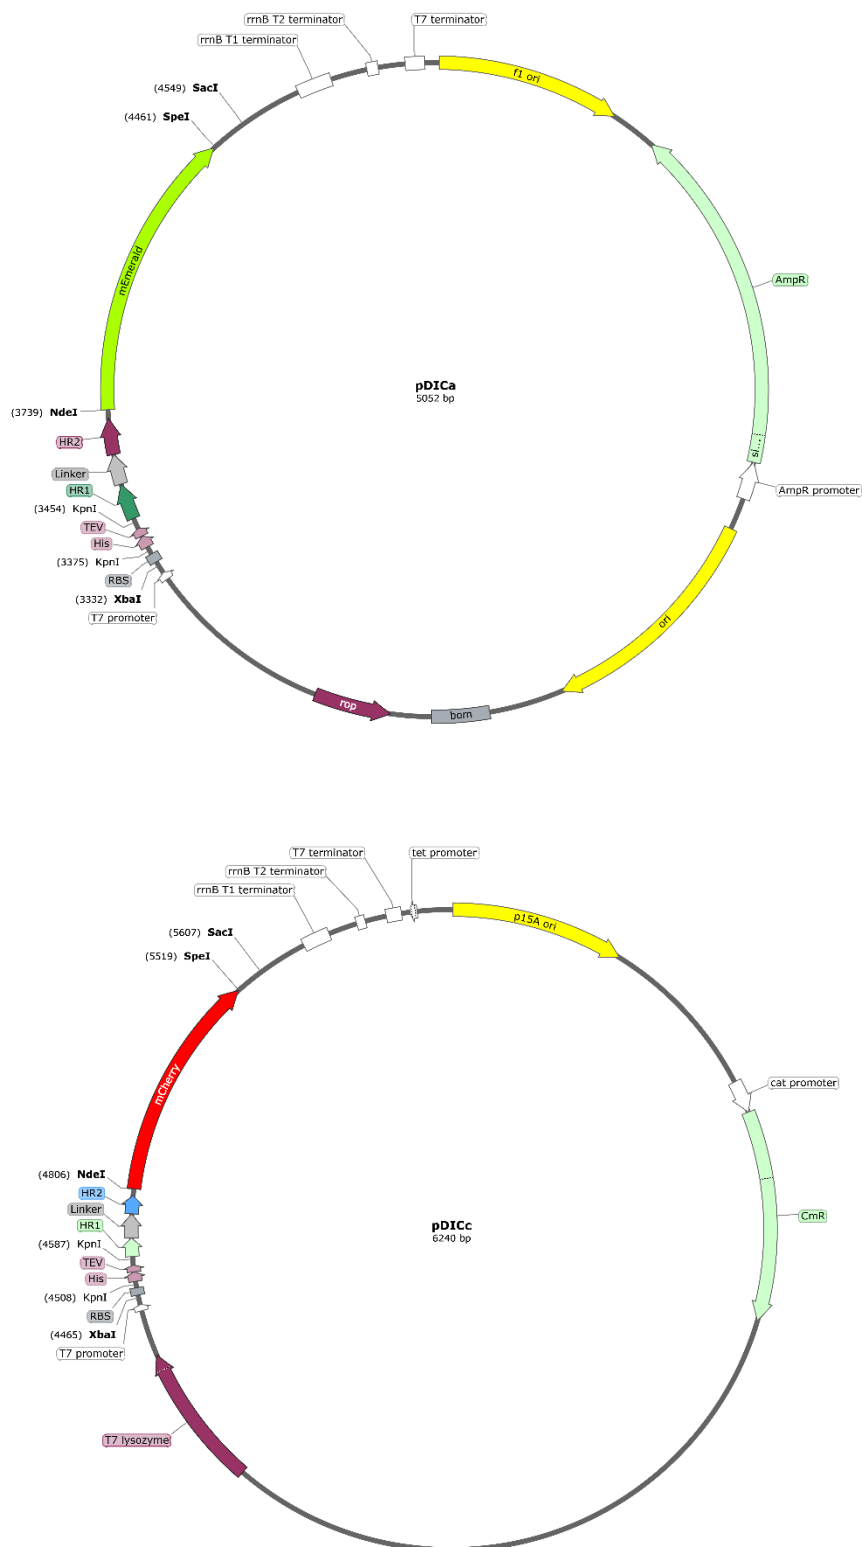 rrnB T2 terminator
T7 terminator
rrnB T1 terminator
f1 ori
(4549) SacI
(4461) SpeI
mEmerald
AmpR
pDICa
5052 bp
(3739) NdeI
HR2
si...
Linker
HR1
AmpR promoter
(3454) KpnI
TEV
His
(3375) KpnI
RBS
(3332) XbaI
T7 promoter
ori
rop
bom
T7 terminator
tet promoter
rrnB T2 terminator
rrnB T1 terminator
p15A ori
(5607) SacI
(5519) SpeI
mCherry
cat promoter
(4806) NdeI
HR2
Linker
HR1
pDICc
6240 bp
CmR
(4587) KpnI
TEV
His
(4508) KpnI
RBS
(4465) XbaI
T7 promoter
T7 lysozyme